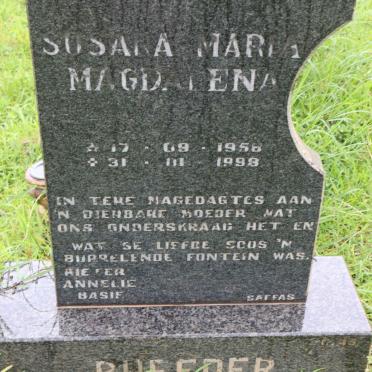 SUSARA MARIA
MAGDALENA
* 17 · 09 · 1956
+ 31 · 01 · 1998
IN TERE NAGEDAGTES AAN
'N DIERBARE MOEDER WAT
ONS ONDERSKRAAG HET EN
WAT SE LIEFDE SOOS 'N
BORRELENDE FONTEIN WAS.
PIETER
ANNELIE
BASIE SAFFAS